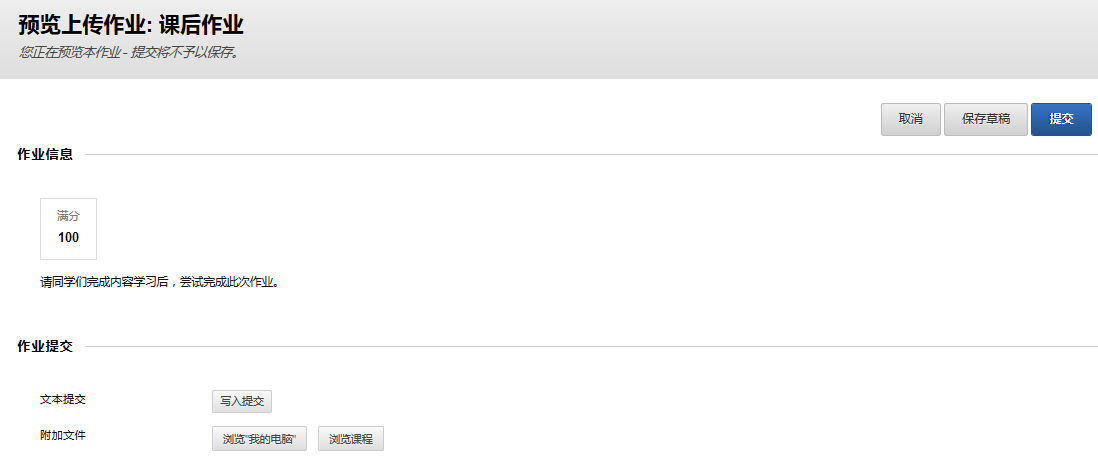 预览上传作业: 课后作业
您正在预览本作业 - 提交将不予以保存。
取消 保存草稿 提交
作业信息
满分
100
请同学们完成内容学习后，尝试完成此次作业。
作业提交
文本提交 写入提交
附加文件 浏览"我的电脑" 浏览课程